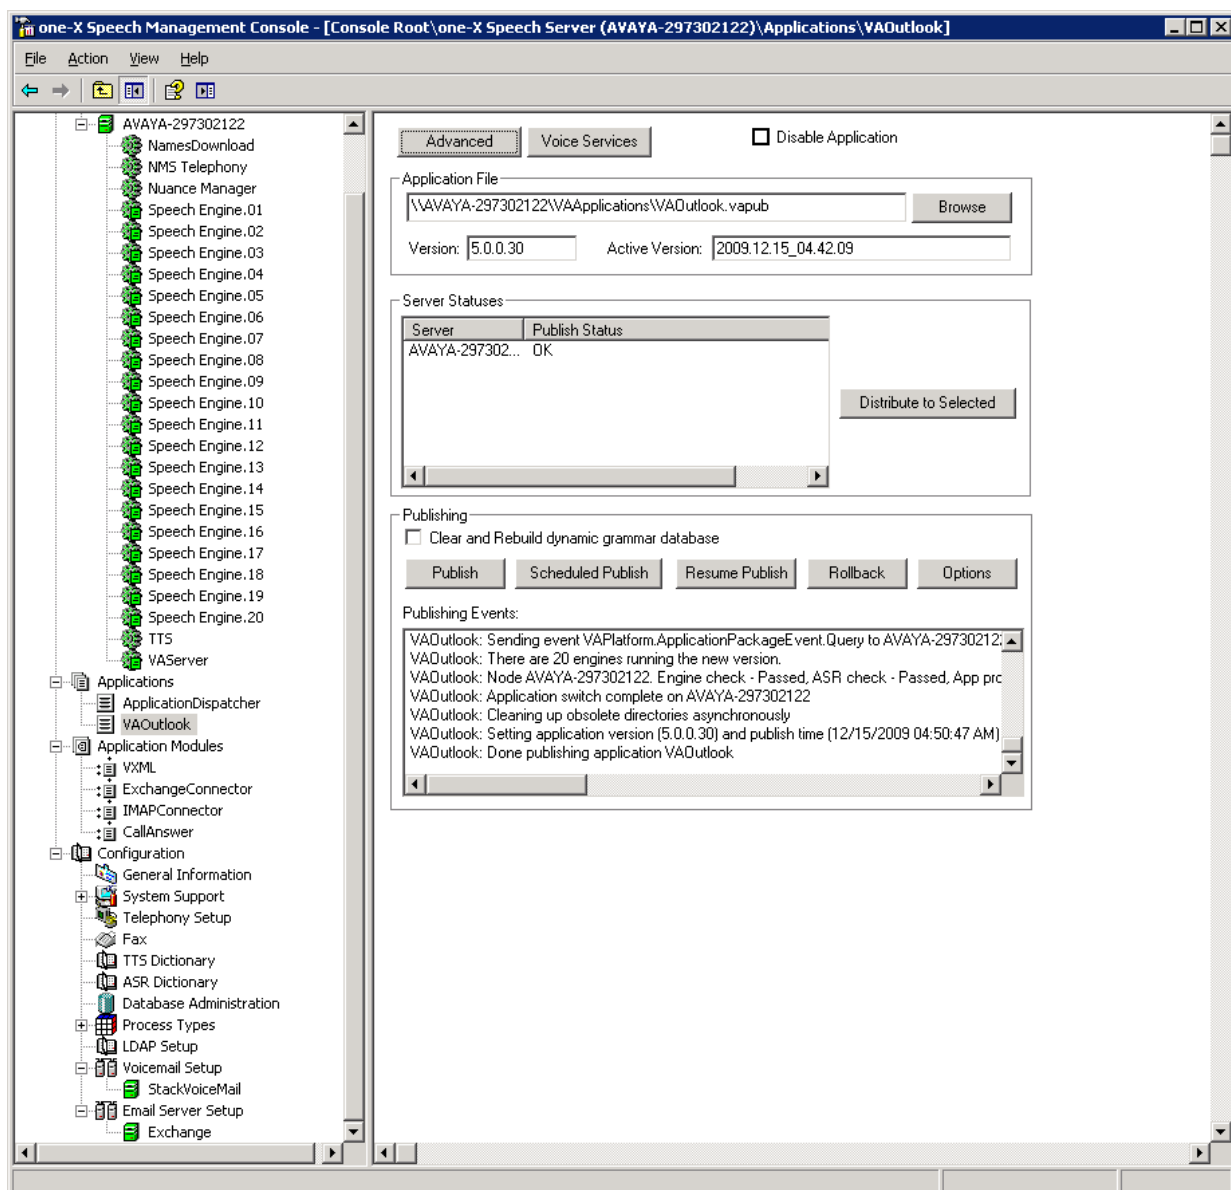 one-X Speech Management Console - [Console Root\one-X Speech Server (AVAYA-297302122)\Applications\VAOutlook]
File Action View Help
AVAYA-297302122
NamesDownload
NMS Telephony
Nuance Manager
Speech Engine.01
Speech Engine.02
Speech Engine.03
Speech Engine.04
Speech Engine.05
Speech Engine.06
Speech Engine.07
Speech Engine.08
Speech Engine.09
Speech Engine.10
Speech Engine.11
Speech Engine.12
Speech Engine.13
Speech Engine.14
Speech Engine.15
Speech Engine.16
Speech Engine.17
Speech Engine.18
Speech Engine.19
Speech Engine.20
TTS
VAServer
Applications
ApplicationDispatcher
VAOutlook
Application Modules
VXML
ExchangeConnector
IMAPConnector
CallAnswer
Configuration
General Information
System Support
Telephony Setup
Fax
TTS Dictionary
ASR Dictionary
Database Administration
Process Types
LDAP Setup
Voicemail Setup
StackVoiceMail
Email Server Setup
Exchange
Advanced Voice Services Disable Application
Application File
\\AVAYA-297302122\VAApplications\VAOutlook.vapub Browse
Version: 5.0.0.30 Active Version: 2009.12.15_04.42.09
Server Statuses
Server Publish Status
AVAYA-297302... OK
Distribute to Selected
Publishing
Clear and Rebuild dynamic grammar database
Publish Scheduled Publish Resume Publish Rollback Options
Publishing Events:
VAOutlook: Sending event VAPlatform.ApplicationPackageEvent.Query to AVAYA-297302122
VAOutlook: There are 20 engines running the new version.
VAOutlook: Node AVAYA-297302122. Engine check - Passed, ASR check - Passed, App pro
VAOutlook: Application switch complete on AVAYA-297302122
VAOutlook: Cleaning up obsolete directories asynchronously
VAOutlook: Setting application version (5.0.0.30) and publish time (12/15/2009 04:50:47 AM)
VAOutlook: Done publishing application VAOutlook